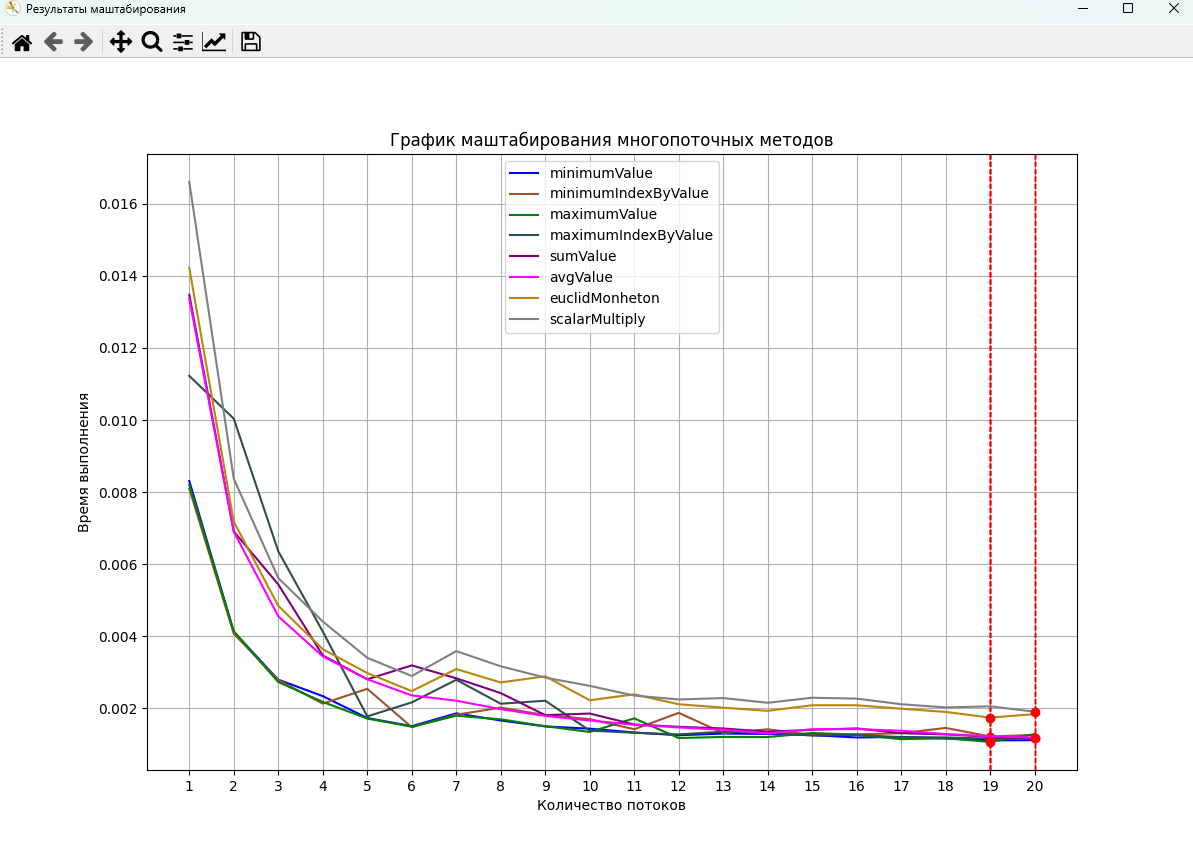 Результаты маштабирования
График маштабирования многопоточных методов
minimumValue
minimumIndexByValue
maximumValue
maximumIndexByValue
sumValue
avgValue
euclidMonheton
scalarMultiply
0.016
0.014
0.012
0.010
0.008
0.006
0.004
0.002
Время выполнения
1 2 3 4 5 6 7 8 9 10 11 12 13 14 15 16 17 18 19 20
Количество потоков